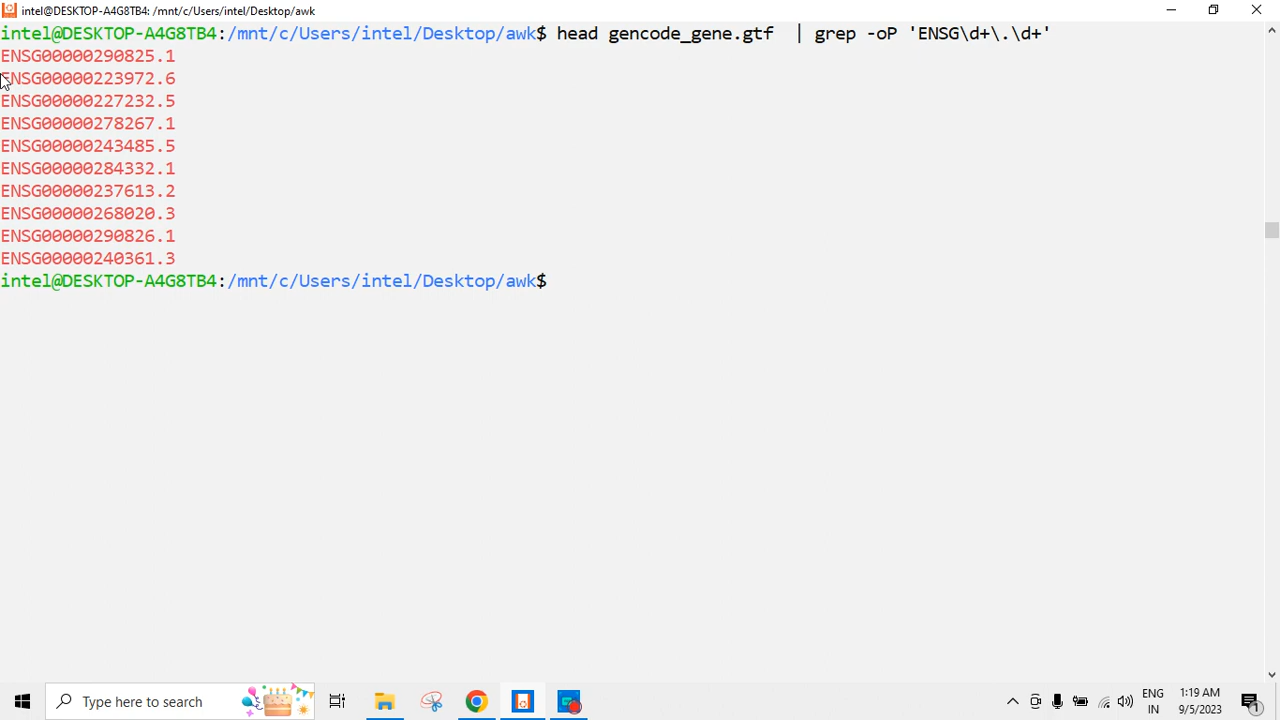 intel@DESKTOP-A4G8TB4: /mnt/c/Users/intel/Desktop/awk
intel@DESKTOP-A4G8TB4:/mnt/c/Users/intel/Desktop/awk$ head gencode_gene.gtf  | grep -oP 'ENSG\d+\.\d+'
ENSG00000290825.1
ENSG00000223972.6
ENSG00000227232.5
ENSG00000278267.1
ENSG00000243485.5
ENSG00000284332.1
ENSG00000237613.2
ENSG00000268020.3
ENSG00000290826.1
ENSG00000240361.3
intel@DESKTOP-A4G8TB4:/mnt/c/Users/intel/Desktop/awk$
Type here to search
ENG
IN
1:19 AM
9/5/2023
1